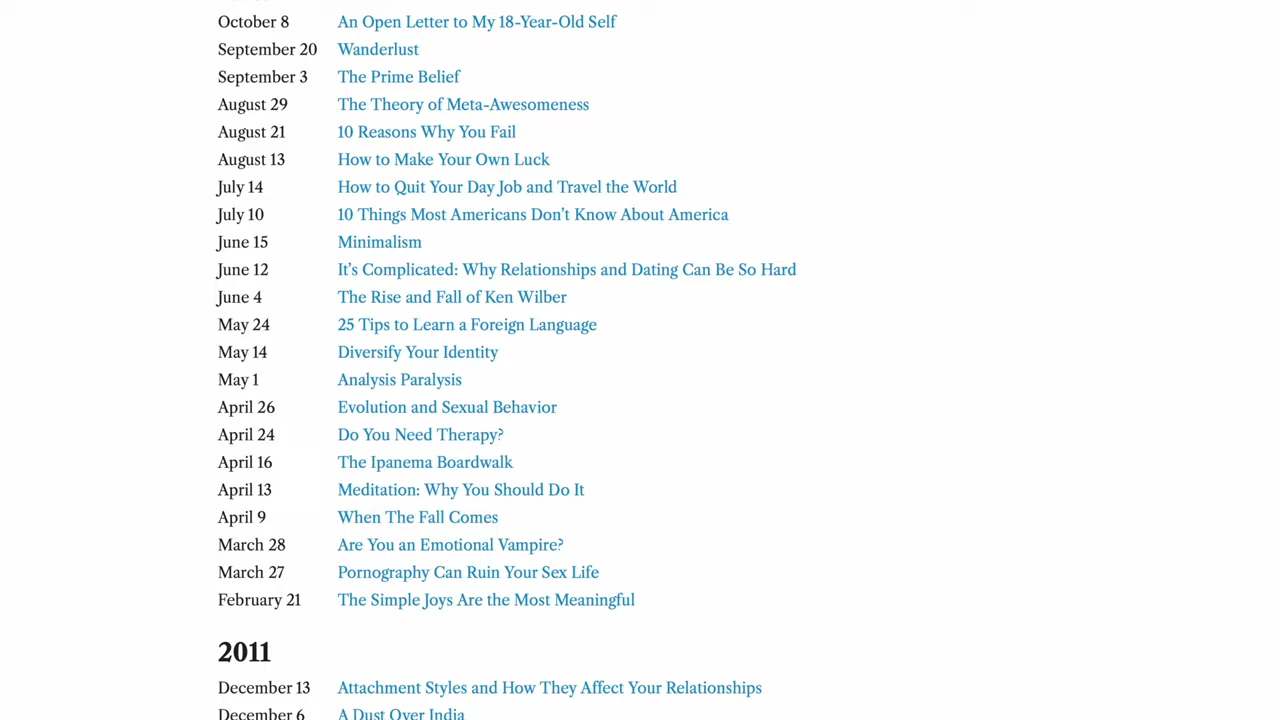 October 8 An Open Letter to My 18-Year-Old Self
September 20 Wanderlust
September 3 The Prime Belief
August 29 The Theory of Meta-Awesomeness
August 21 10 Reasons Why You Fail
August 13 How to Make Your Own Luck
July 14 How to Quit Your Day Job and Travel the World
July 10 10 Things Most Americans Don’t Know About America
June 15 Minimalism
June 12 It’s Complicated: Why Relationships and Dating Can Be So Hard
June 4 The Rise and Fall of Ken Wilber
May 24 25 Tips to Learn a Foreign Language
May 14 Diversify Your Identity
May 1 Analysis Paralysis
April 26 Evolution and Sexual Behavior
April 24 Do You Need Therapy?
April 16 The Ipanema Boardwalk
April 13 Meditation: Why You Should Do It
April 9 When The Fall Comes
March 28 Are You an Emotional Vampire?
March 27 Pornography Can Ruin Your Sex Life
February 21 The Simple Joys Are the Most Meaningful
2011
December 13 Attachment Styles and How They Affect Your Relationships
December 6 A Dust Over India